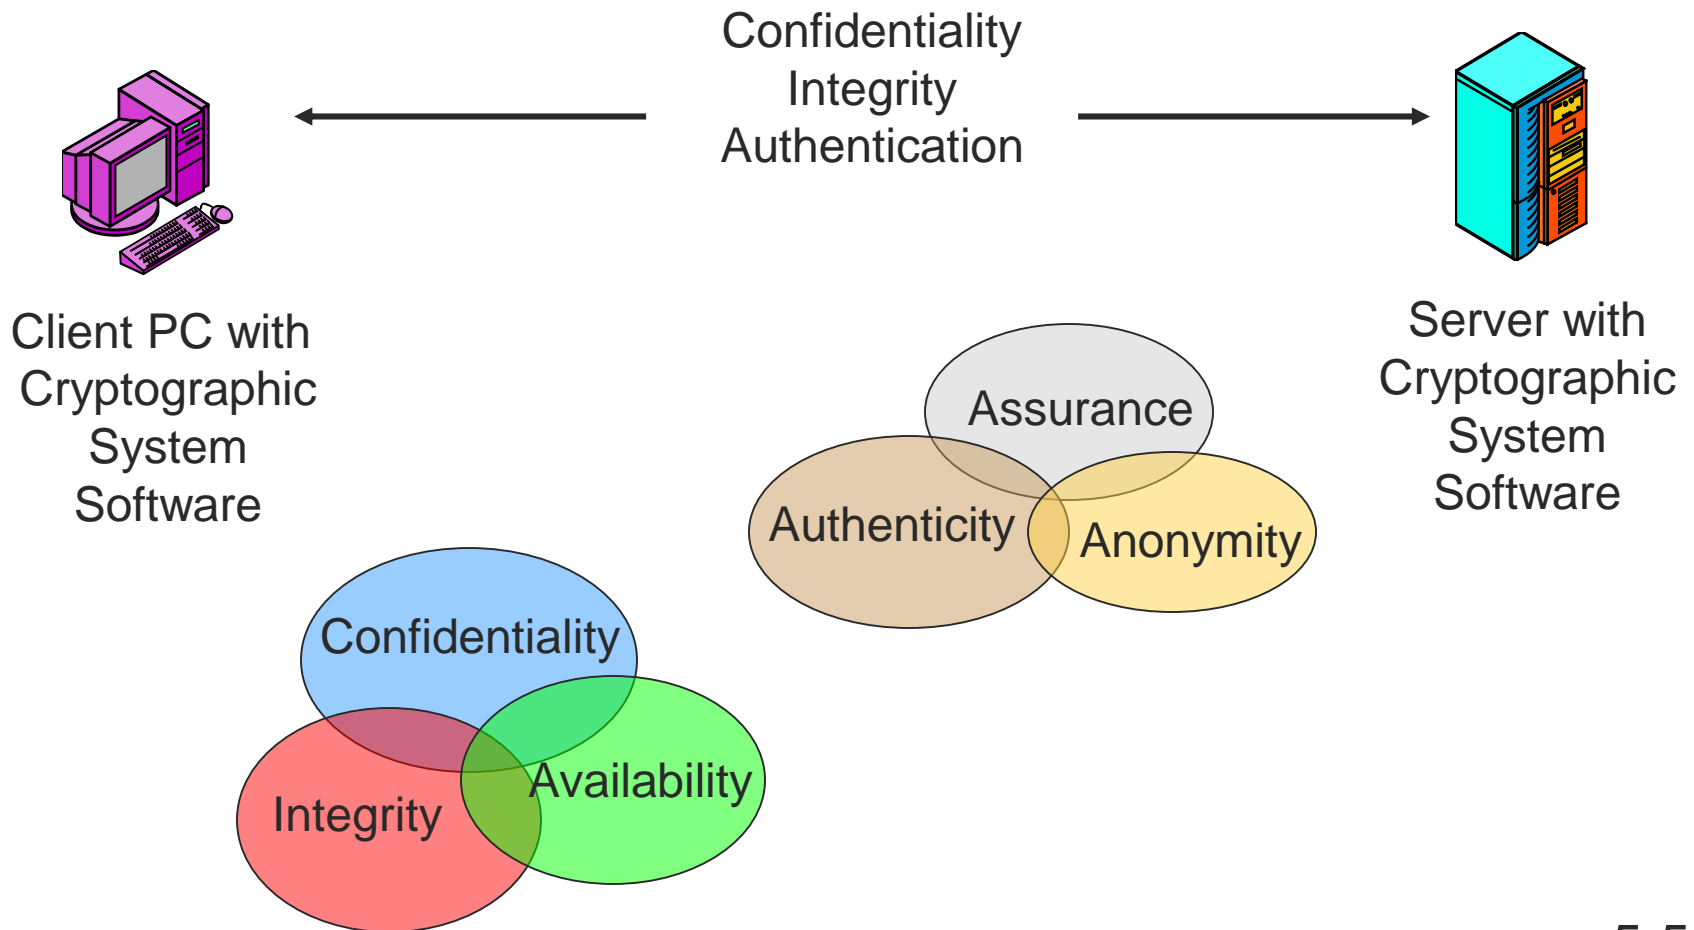 Confidentiality
Integrity
Authentication
Client PC with
Cryptographic
System
Software
Server with
Cryptographic
System
Software
Assurance
Authenticity
Anonymity
Confidentiality
Availability
Integrity